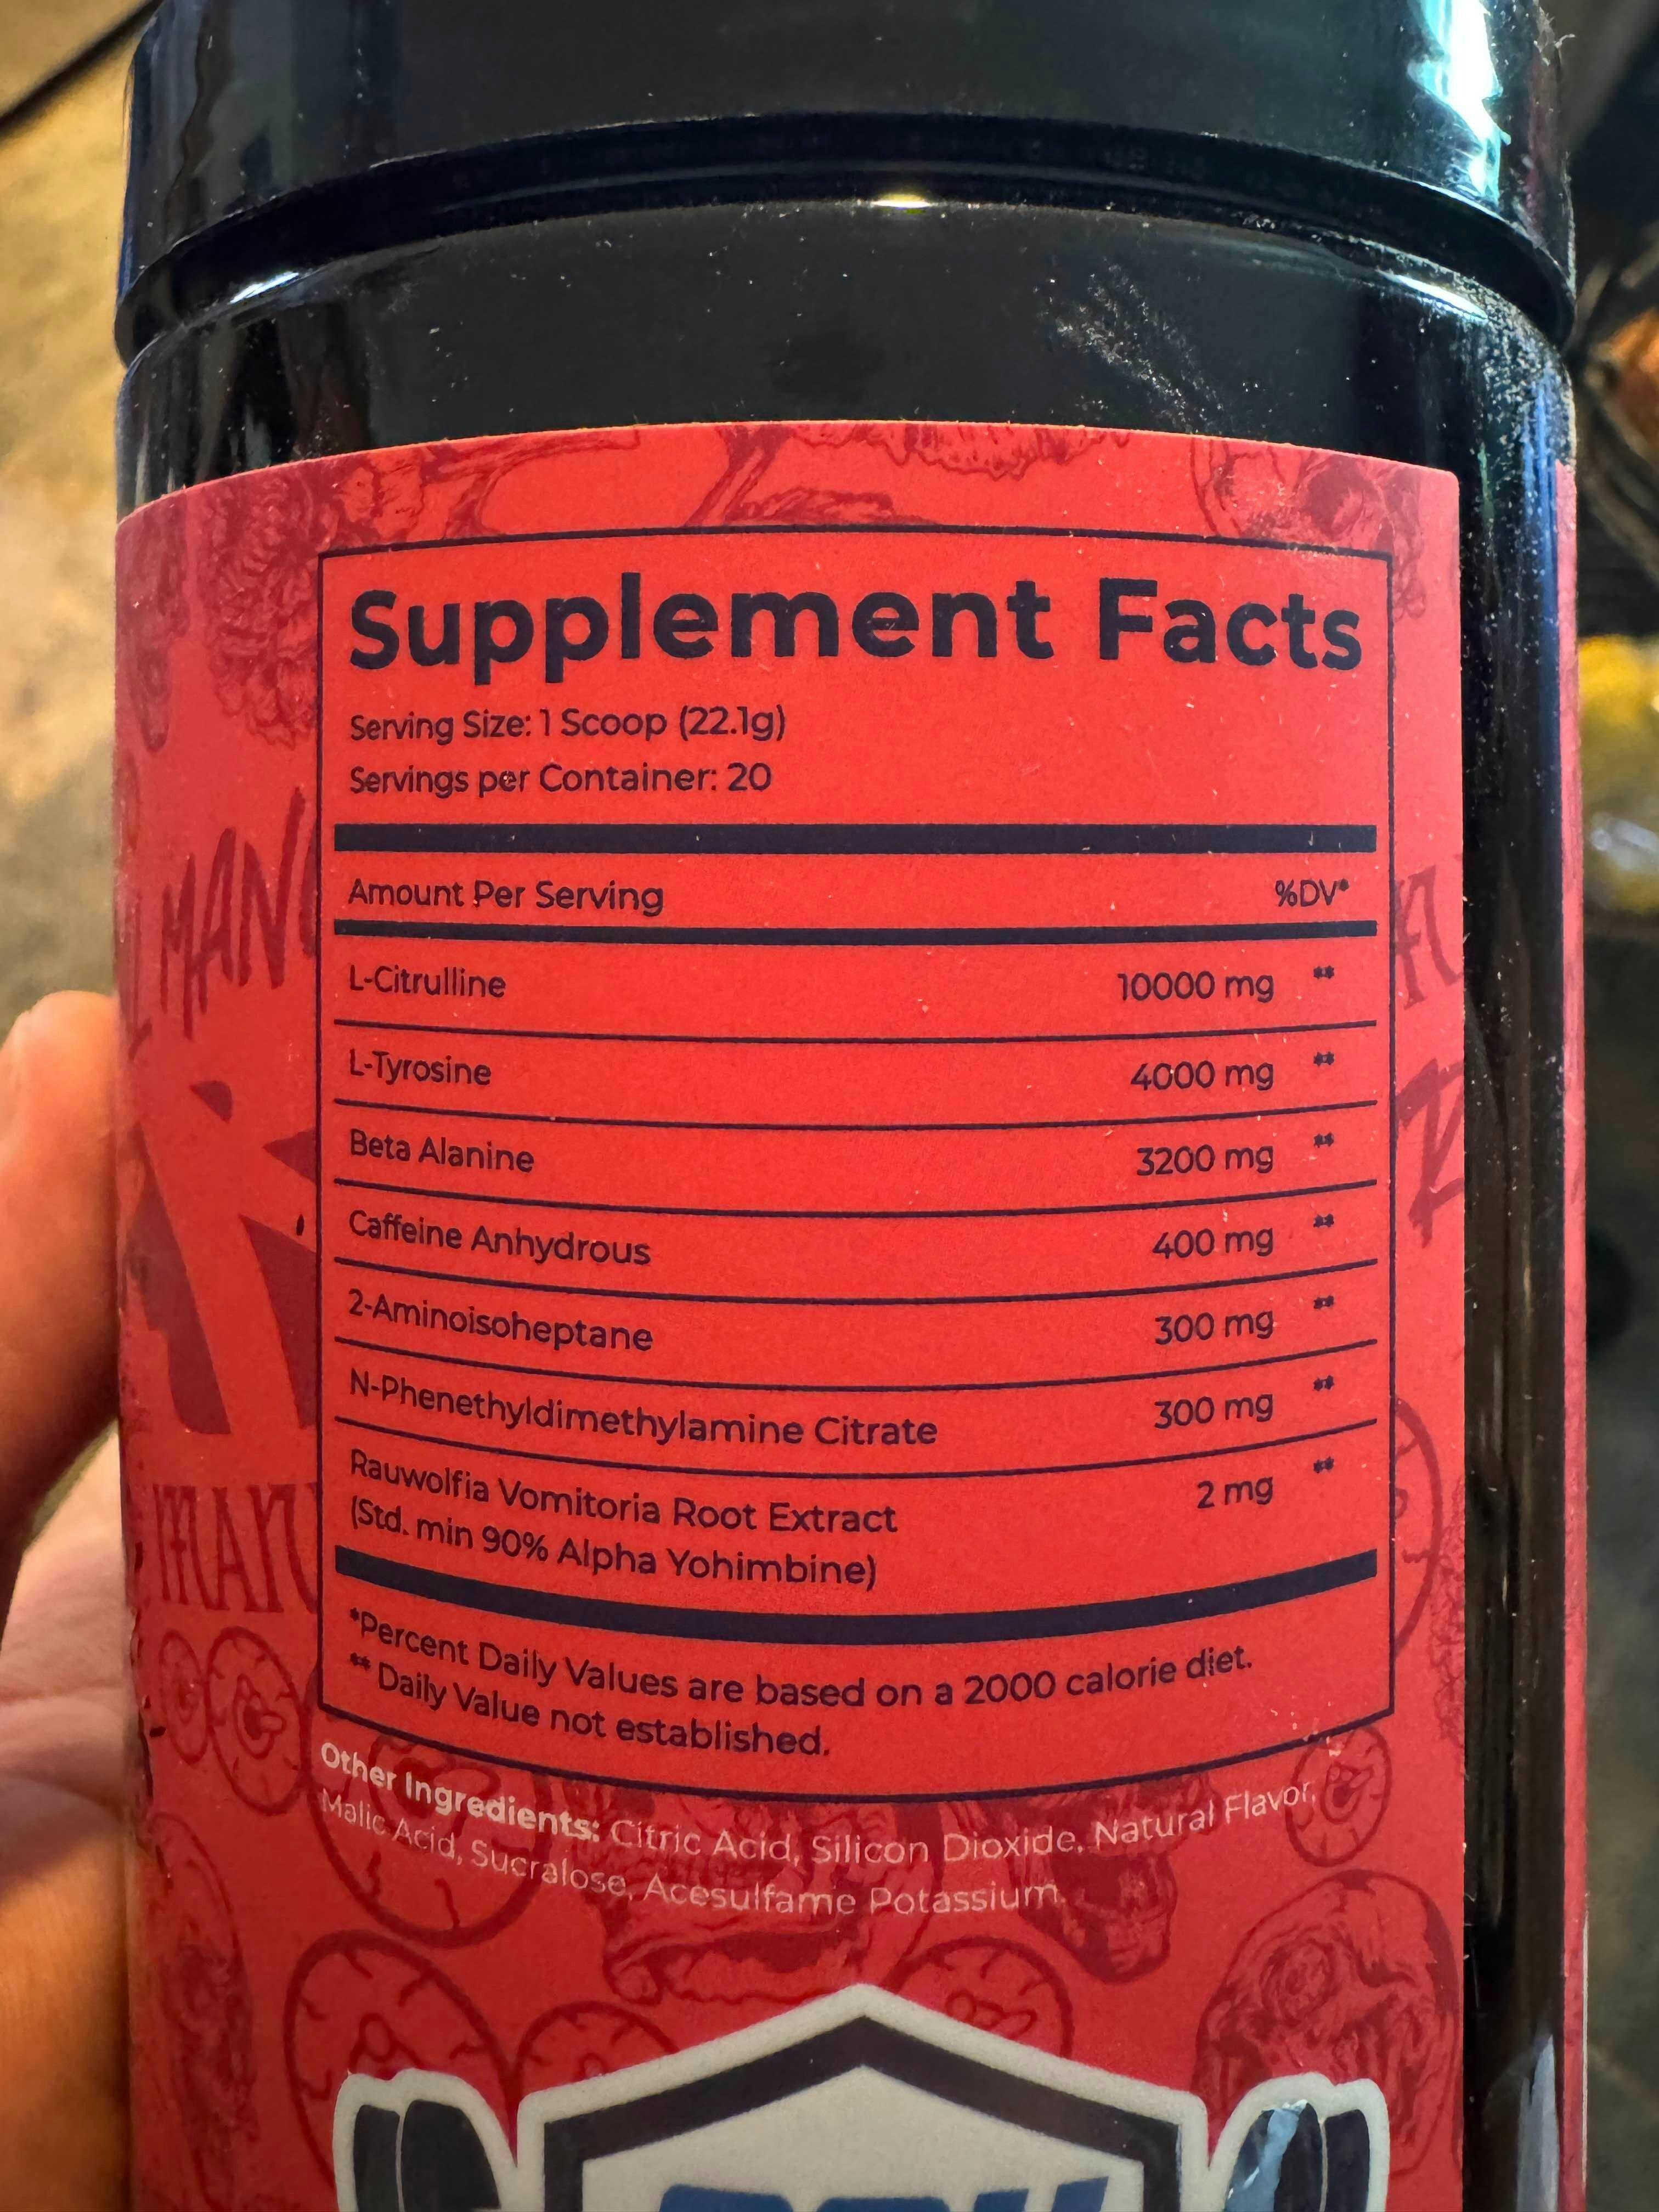 Supplement Facts
Serving Size: 1 Scoop (22.1g)
Servings per Container: 20
Amount Per Serving %DV*
L-Citrulline 10000 mg **
L-Tyrosine 4000 mg **
Beta Alanine 3200 mg **
Caffeine Anhydrous 400 mg **
2-Aminoisoheptane 300 mg **
N-Phenethyldimethylamine Citrate 300 mg **
Rauwolfia Vomitoria Root Extract 2 mg **
(Std. min 90% Alpha Yohimbine)
*Percent Daily Values are based on a 2000 calorie diet.
** Daily Value not established.
Other Ingredients: Citric Acid, Silicon Dioxide, Natural Flavor,
Malic Acid, Sucralose, Acesulfame Potassium.